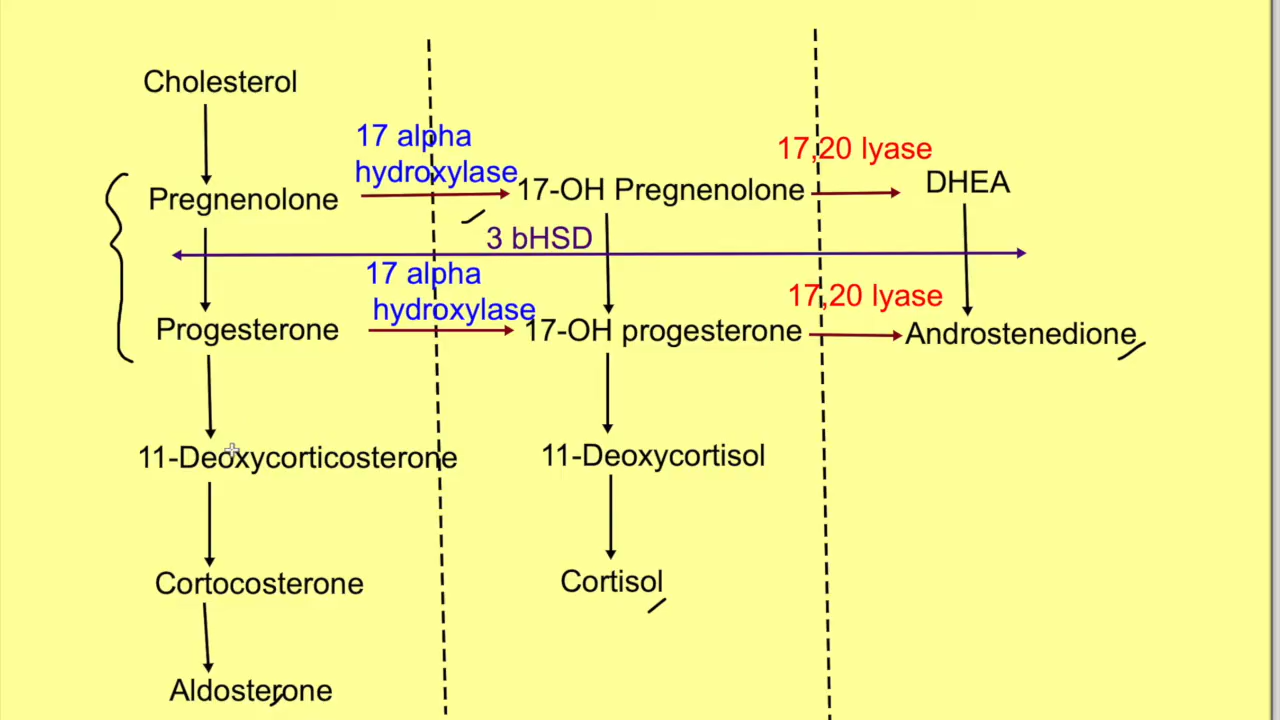 Cholesterol
17 alpha
hydroxylase
17,20 lyase
Pregnenolone
17-OH Pregnenolone
DHEA
3 bHSD
17 alpha
hydroxylase
17,20 lyase
Progesterone
17-OH progesterone
Androstenedione
11-Deoxycorticosterone
11-Deoxycortisol
Cortocosterone
Cortisol
Aldosterone